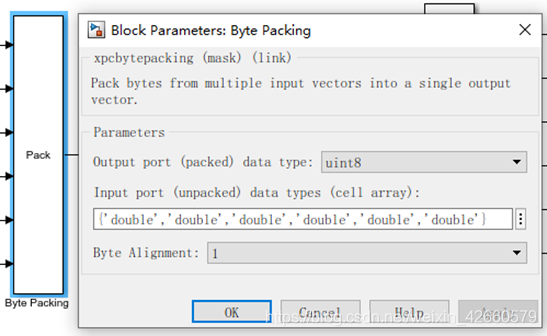 Block Parameters: Byte Packing
xpcbytepacking (mask) (link)
Pack bytes from multiple input vectors into a single output
vector.
Parameters
Output port (packed) data type: uint8
Input port (unpacked) data types (cell array):
{'double','double','double','double','double','double'}
Byte Alignment: 1
OK Cancel Help Apply
Pack
Byte Packing
https://blog.csdn.net/weixin_42660579